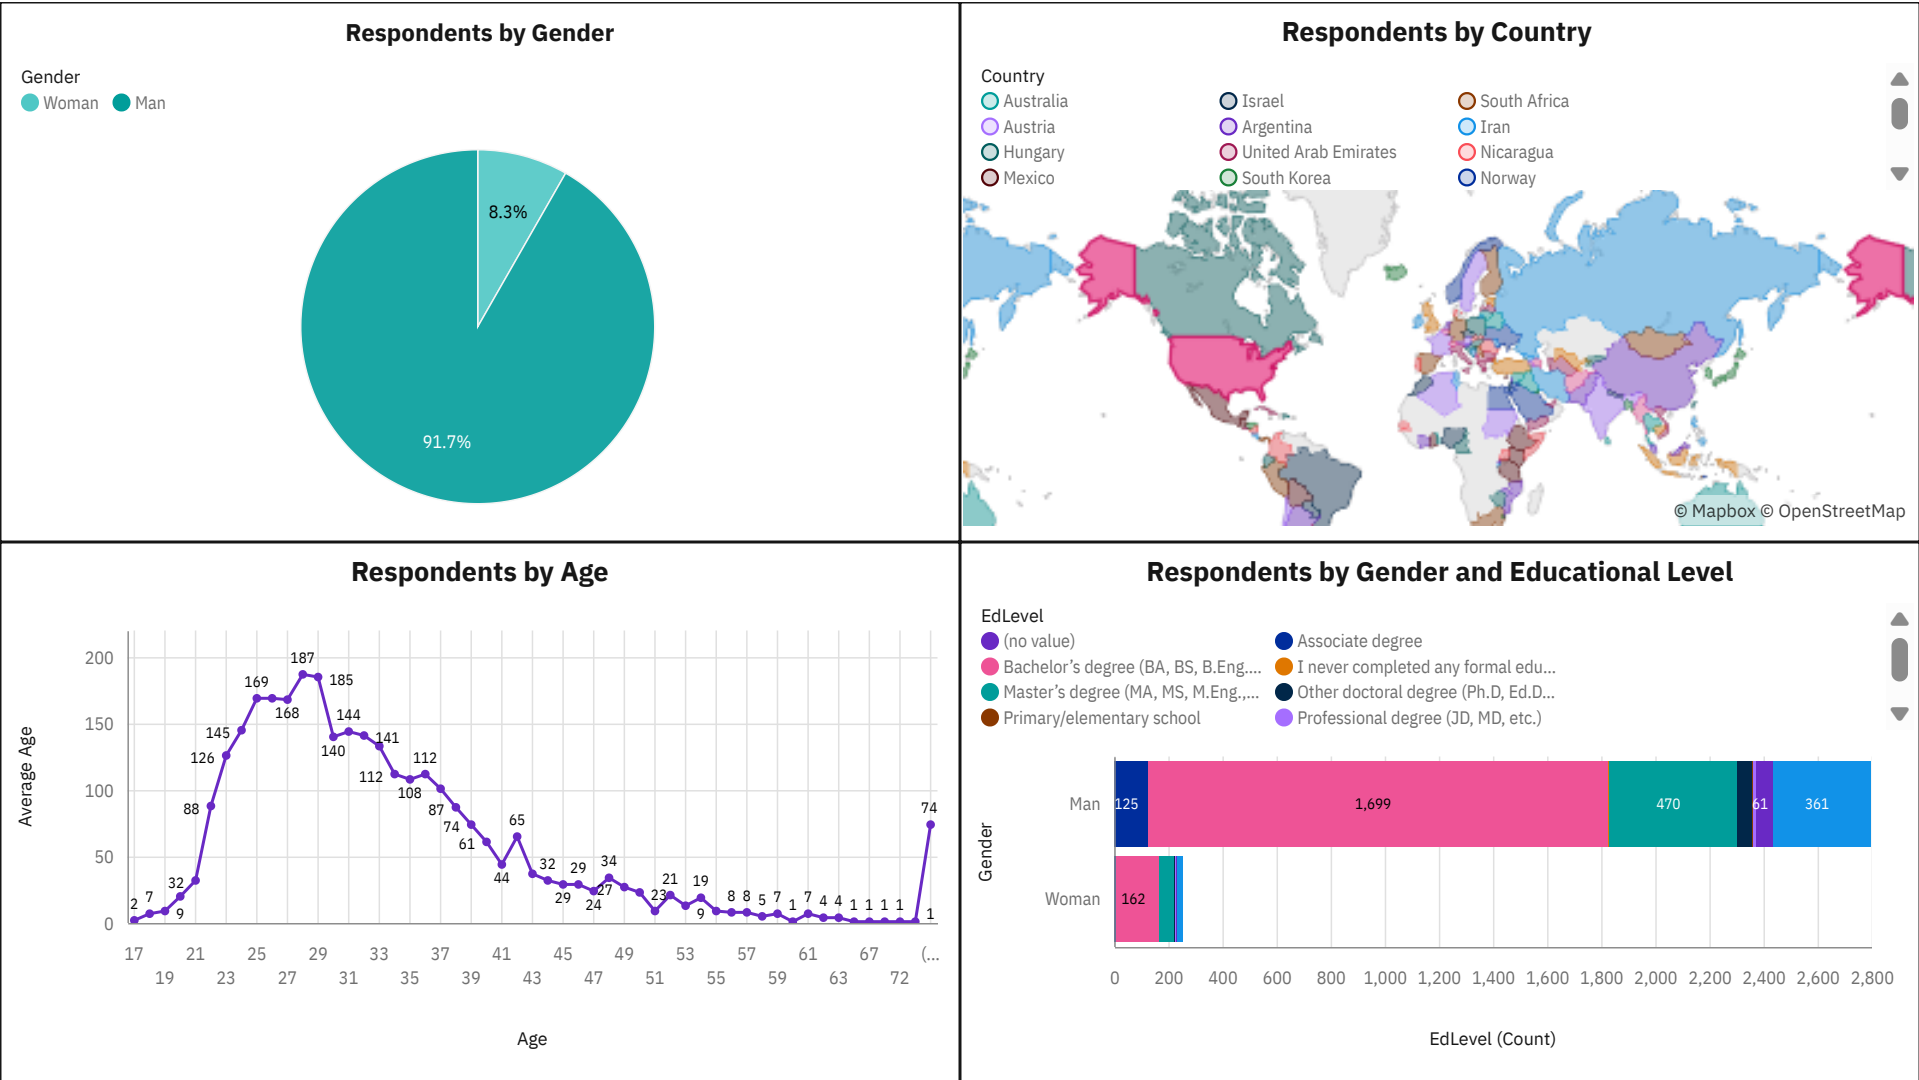 Respondents by Gender
Gender
Woman Man
8.3%
91.7%
Respondents by Country
Country
Australia Israel South Africa
Austria Argentina Iran
Hungary United Arab Emirates Nicaragua
Mexico South Korea Norway
© Mapbox © OpenStreetMap
Respondents by Age
Average Age
200
150
100
50
0
2 7 9 32 88 126 145 169 168 187 185 140 144 141 112 108 112 87 74 61 44 65 32 29 29 24 27 34 23 21 9 19 8 8 5 7 1 7 4 4 1 1 1 1 1 74
17 21 25 29 33 37 41 45 49 53 57 61 67 (...
19 23 27 31 35 39 43 47 51 55 59 63 72
Age
Respondents by Gender and Educational Level
EdLevel
(no value) Associate degree
Bachelor’s degree (BA, BS, B.Eng.... I never completed any formal edu...
Master’s degree (MA, MS, M.Eng.,... Other doctoral degree (Ph.D, Ed.D...
Primary/elementary school Professional degree (JD, MD, etc.)
Gender
Man 125 1,699 470 61 361
Woman 162
0 200 400 600 800 1,000 1,200 1,400 1,600 1,800 2,000 2,200 2,400 2,600 2,800
EdLevel (Count)